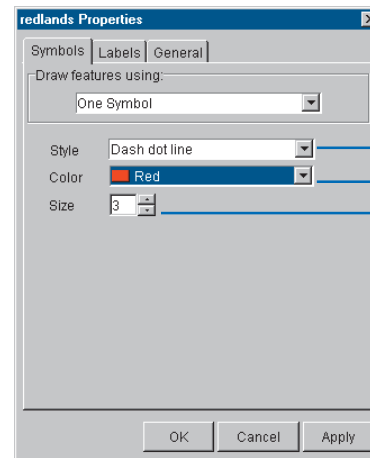 redlands Properties
Symbols Labels General
Draw features using:
One Symbol
Style Dash dot line
Color Red
Size 3
OK Cancel Apply